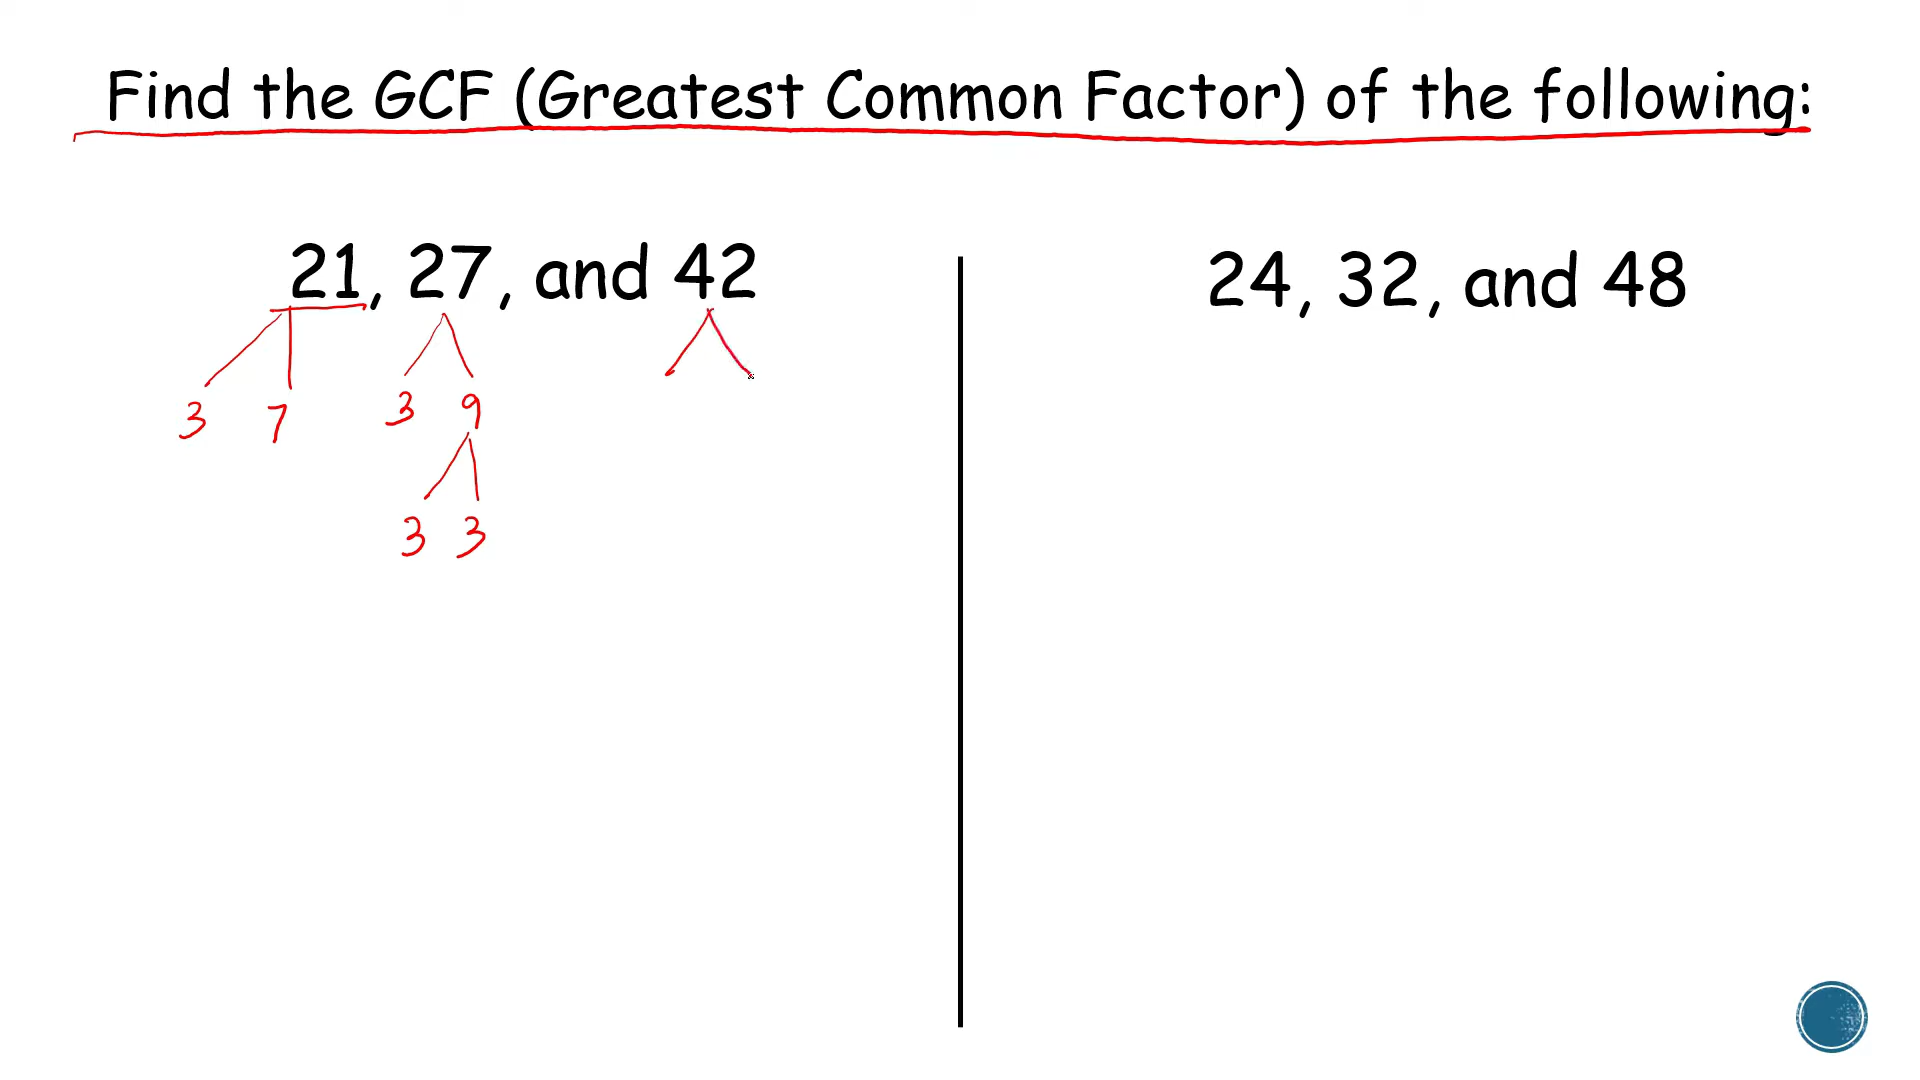 Find the GCF (Greatest Common Factor) of the following:
21, 27, and 42
3 7 3 9
3 3
24, 32, and 48